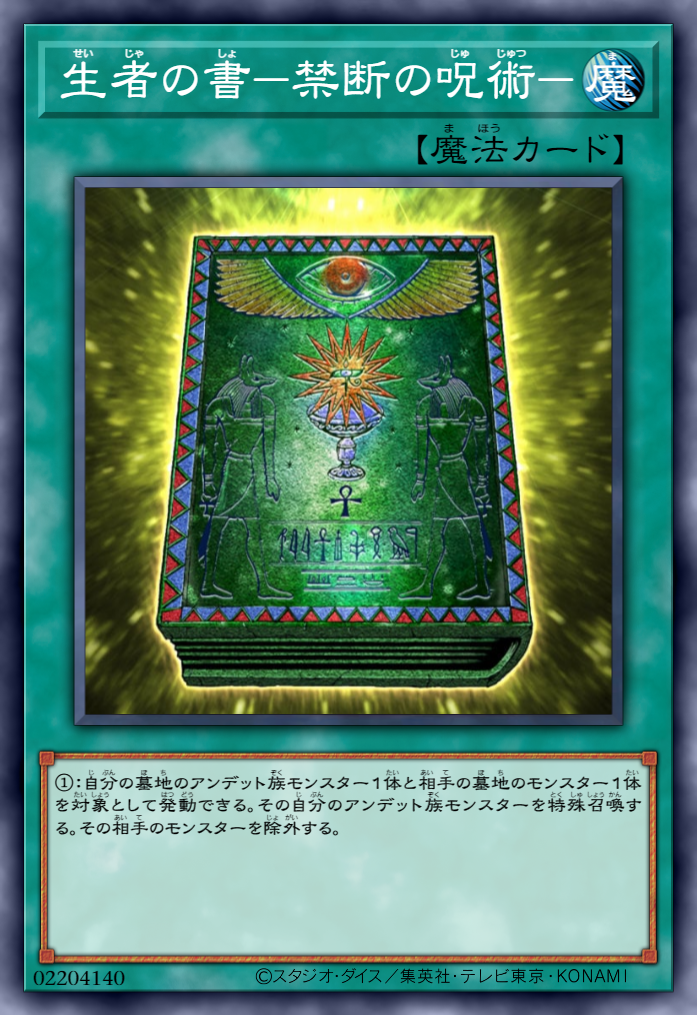 生者の書－禁断の呪術－ 魔
【魔法カード】
①:自分の墓地のアンデット族モンスター１体と相手の墓地のモンスター１体
を対象として発動できる。その自分のアンデット族モンスターを特殊召喚す
る。その相手のモンスターを除外する。
02204140 ©スタジオ・ダイス／集英社・テレビ東京・KONAMI